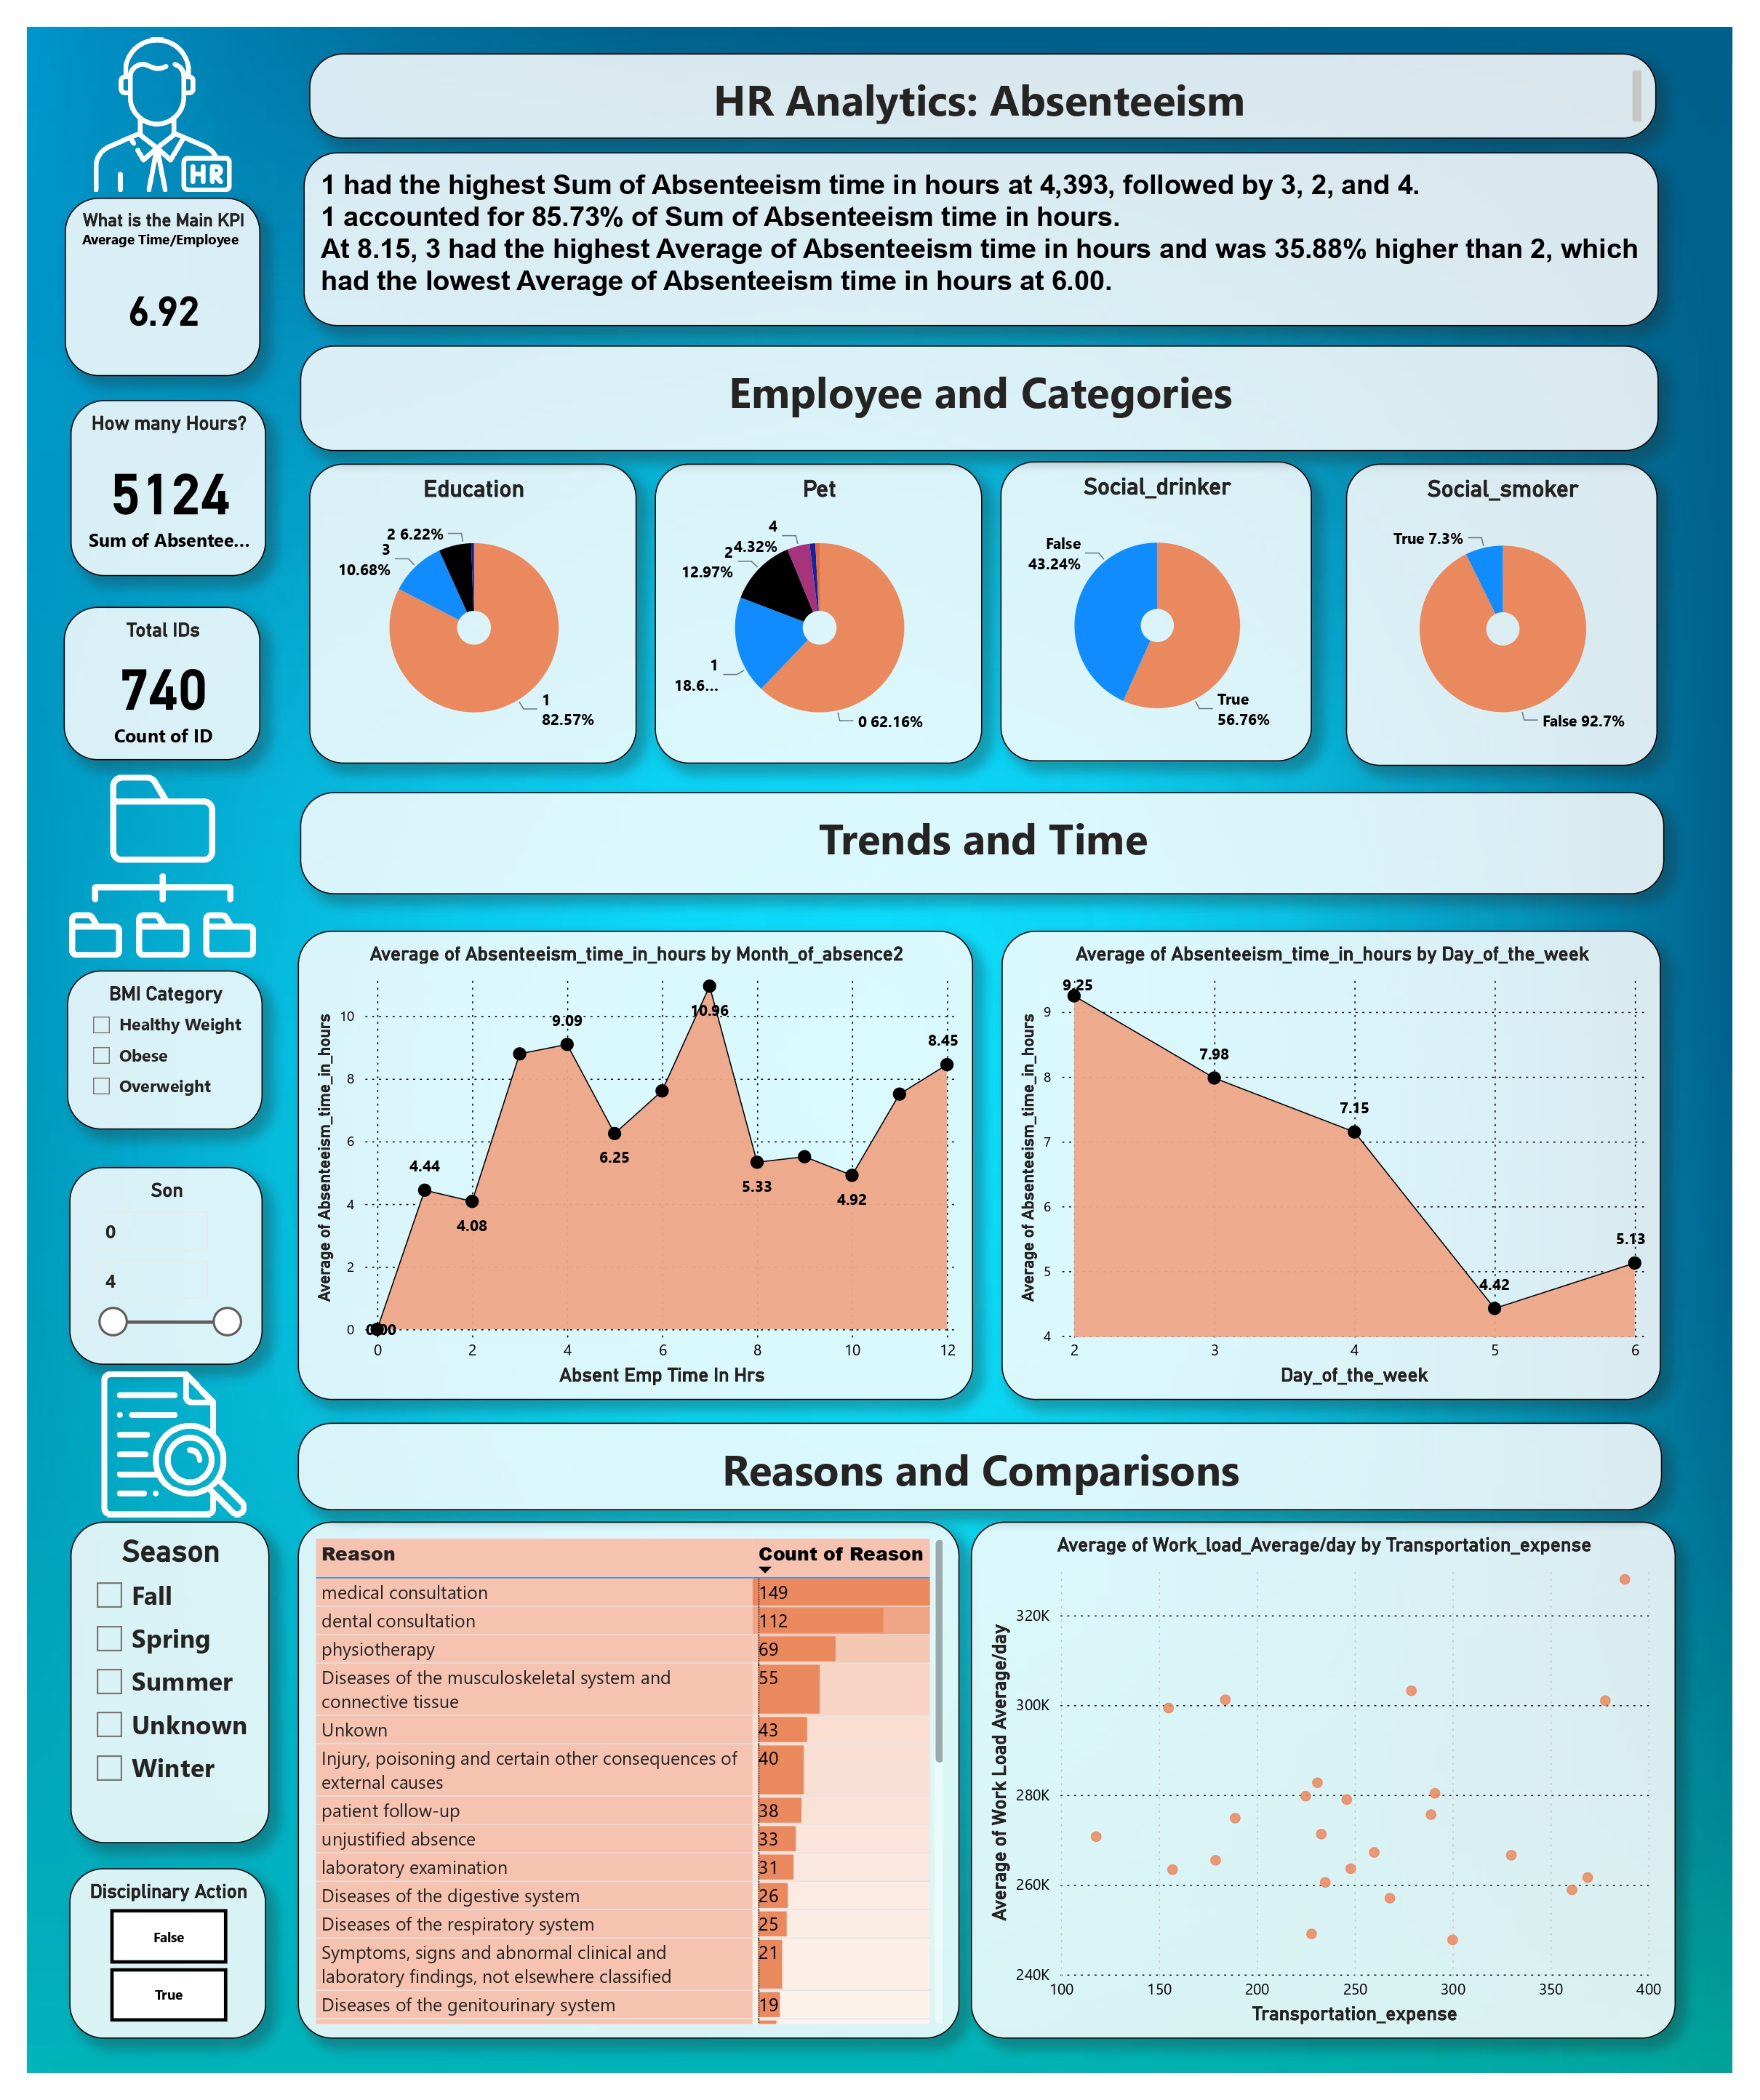 HR Analytics: Absenteeism
HR
1 had the highest Sum of Absenteeism time in hours at 4,393, followed by 3, 2, and 4.
1 accounted for 85.73% of Sum of Absenteeism time in hours.
At 8.15, 3 had the highest Average of Absenteeism time in hours and was 35.88% higher than 2, which
had the lowest Average of Absenteeism time in hours at 6.00.
What is the Main KPI
Average Time/Employee
6.92
How many Hours?
5124
Sum of Absentee...
Total IDs
740
Count of ID
Employee and Categories
Education
2 6.22%
3
10.68%
1
82.57%
Pet
4
4.32%
2
12.97%
1
18.6...
0 62.16%
Social_drinker
False
43.24%
True
56.76%
Social_smoker
True 7.3%
False 92.7%
Trends and Time
BMI Category
Healthy Weight
Obese
Overweight
Son
0
4
Average of Absenteeism_time_in_hours by Month_of_absence2
Average of Absenteeism_time_in_hours
10
8
6
4
2
0
0.00
4.44
4.08
9.09
6.25
10.96
5.33
4.92
8.45
0 2 4 6 8 10 12
Absent Emp Time In Hrs
Average of Absenteeism_time_in_hours by Day_of_the_week
Average of Absenteeism_time_in_hours
9
8
7
6
5
4
9.25
7.98
7.15
4.42
5.13
2 3 4 5 6
Day_of_the_week
Reasons and Comparisons
Season
Fall
Spring
Summer
Unknown
Winter
Disciplinary Action
False
True
Reason Count of Reason
medical consultation 149
dental consultation 112
physiotherapy 69
Diseases of the musculoskeletal system and 55
connective tissue
Unkown 43
Injury, poisoning and certain other consequences of 40
external causes
patient follow-up 38
unjustified absence 33
laboratory examination 31
Diseases of the digestive system 26
Diseases of the respiratory system 25
Symptoms, signs and abnormal clinical and 21
laboratory findings, not elsewhere classified
Diseases of the genitourinary system 19
Average of Work_load_Average/day by Transportation_expense
Average of Work Load Average/day
320K
300K
280K
260K
240K
100 150 200 250 300 350 400
Transportation_expense